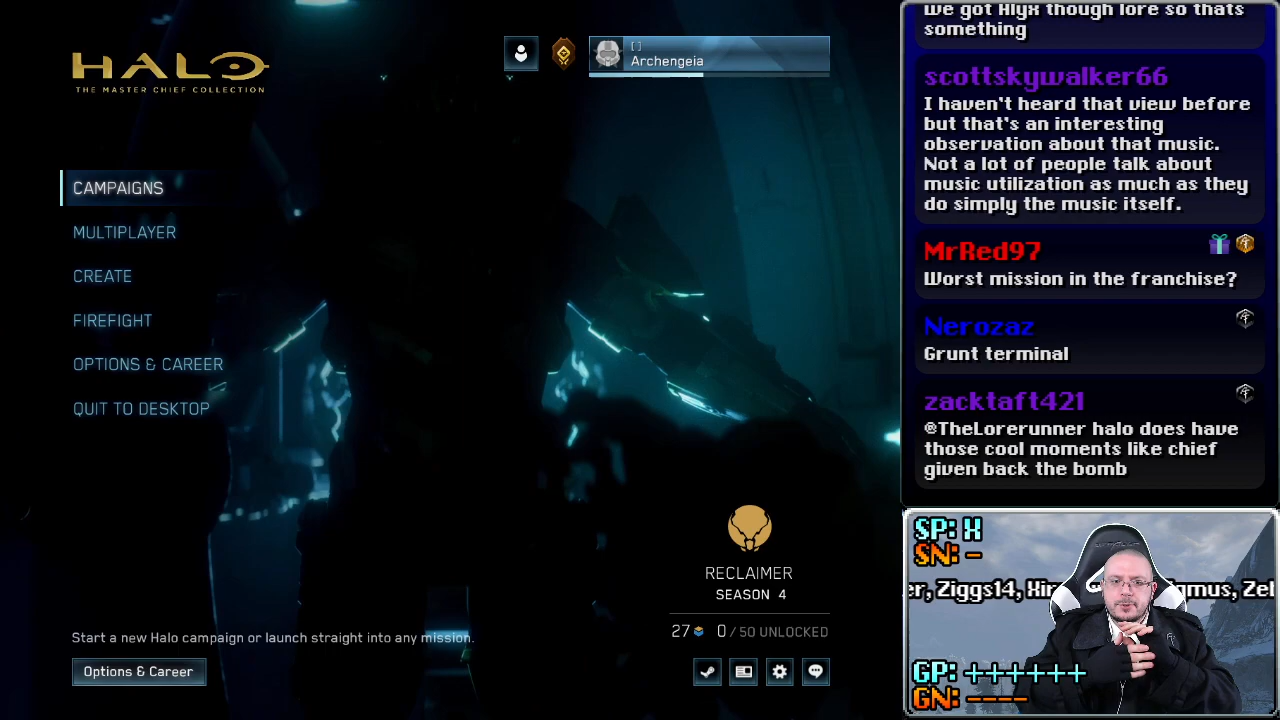 HALO
THE MASTER CHIEF COLLECTION
[ ]
Archengeia
CAMPAIGNS
MULTIPLAYER
CREATE
FIREFIGHT
OPTIONS & CAREER
QUIT TO DESKTOP
RECLAIMER
SEASON 4
27 0 / 50 UNLOCKED
Start a new Halo campaign or launch straight into any mission.
Options & Career
we got Alyx though lore so thats
something
scottskywalker66
I haven't heard that view before
but that's an interesting
observation about that music.
Not a lot of people talk about
music utilization as much as they
do simply the music itself.
MrRed97
Worst mission in the franchise?
Nerozaz
Grunt terminal
zacktaft421
@TheLorerunner halo does have
those cool moments like chief
given back the bomb
SP: X
SN: -
er, Ziggs14,
GP: ++++++
GN: ----